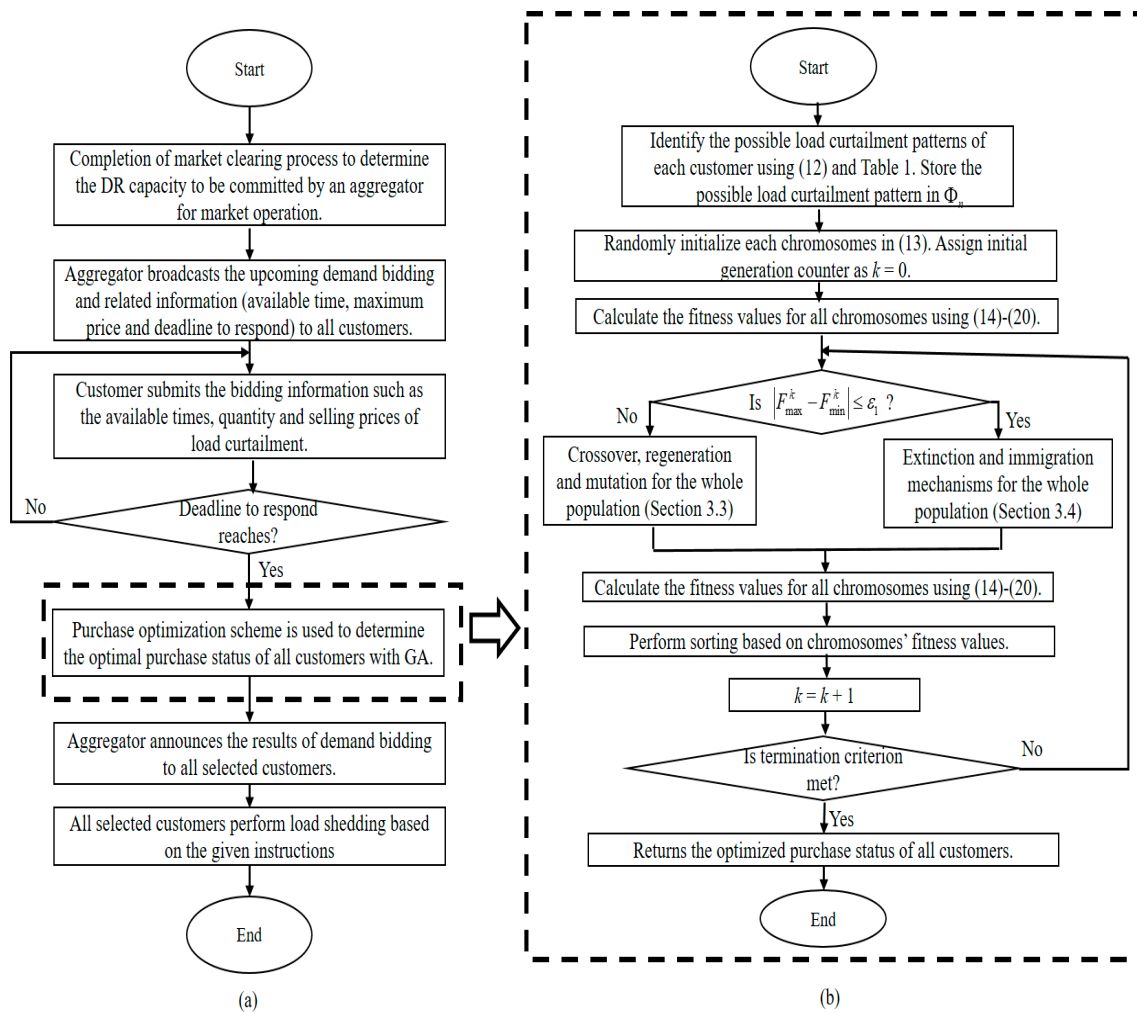 Start
Completion of market clearing process to determine
the DR capacity to be committed by an aggregator
for market operation.
Aggregator broadcasts the upcoming demand bidding
and related information (available time, maximum
price and deadline to respond) to all customers.
Customer submits the bidding information such as
the available times, quantity and selling prices of
load curtailment.
No
Deadline to respond
reaches?
Yes
Purchase optimization scheme is used to determine
the optimal purchase status of all customers with GA.
Aggregator announces the results of demand bidding
to all selected customers.
All selected customers perform load shedding based
on the given instructions
End
(a)
Start
Identify the possible load curtailment patterns of
each customer using (12) and Table 1. Store the
possible load curtailment pattern in Φₙ
Randomly initialize each chromosomes in (13). Assign initial
generation counter as k = 0.
Calculate the fitness values for all chromosomes using (14)-(20).
Is |F^k_max − F^k_min| ≤ ε₁ ?
No
Yes
Crossover, regeneration
and mutation for the whole
population (Section 3.3)
Extinction and immigration
mechanisms for the whole
population (Section 3.4)
Calculate the fitness values for all chromosomes using (14)-(20).
Perform sorting based on chromosomes’ fitness values.
k = k + 1
Is termination criterion
met?
No
Yes
Returns the optimized purchase status of all customers.
End
(b)